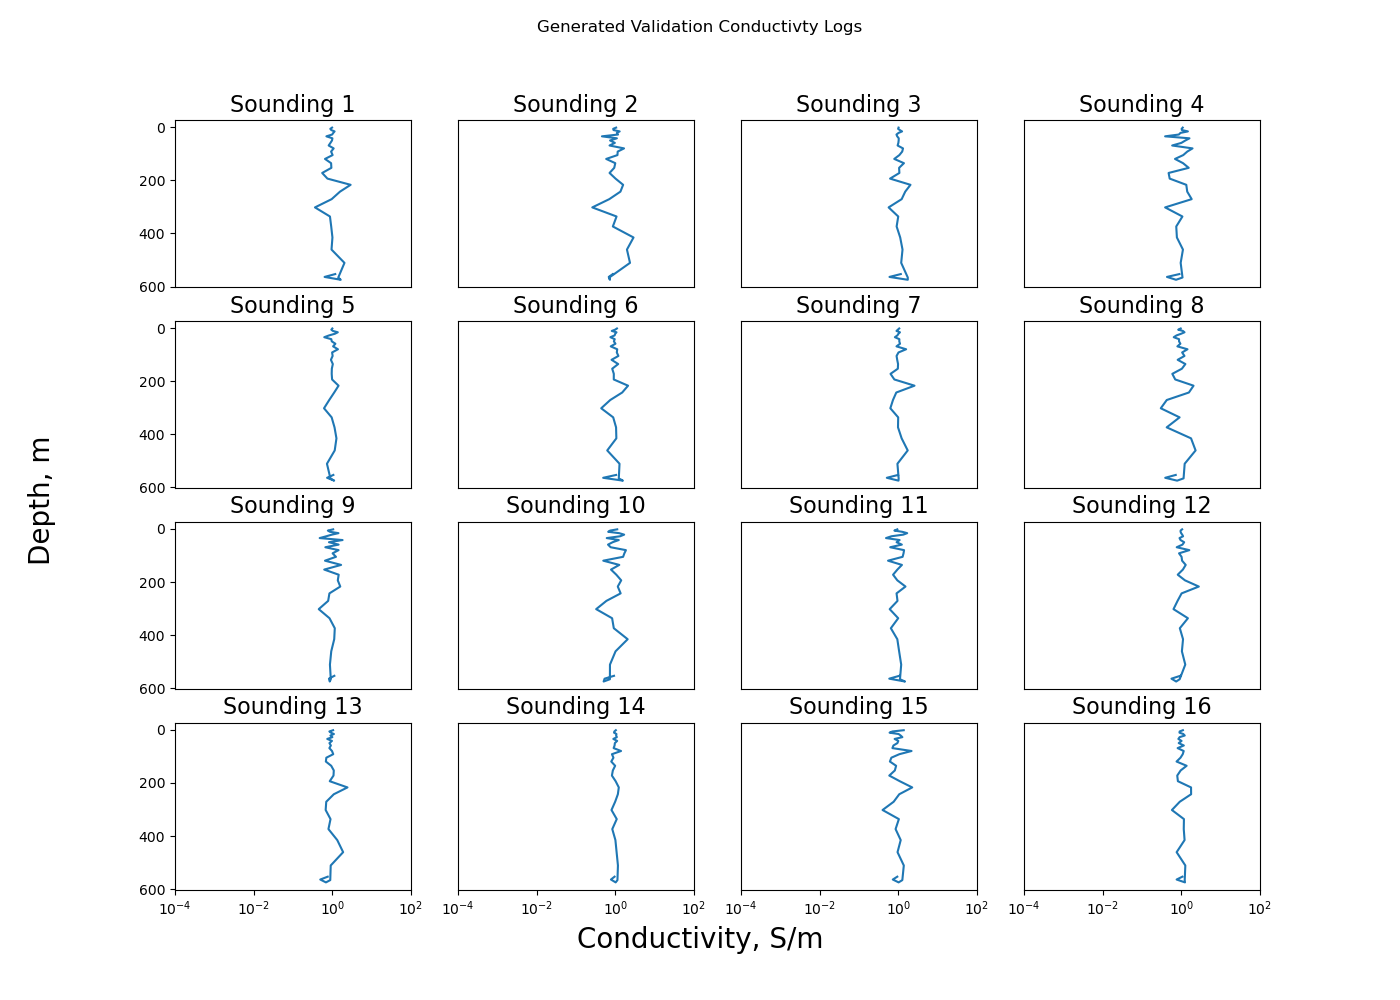 Generated Validation Conductivty Logs
Sounding 1 Sounding 2 Sounding 3 Sounding 4
0
200
400
600
Sounding 5 Sounding 6 Sounding 7 Sounding 8
0
200
400
600
Sounding 9 Sounding 10 Sounding 11 Sounding 12
0
200
400
600
Sounding 13 Sounding 14 Sounding 15 Sounding 16
0
200
400
600
10⁻⁴ 10⁻² 10⁰ 10² 10⁻⁴ 10⁻² 10⁰ 10² 10⁻⁴ 10⁻² 10⁰ 10² 10⁻⁴ 10⁻² 10⁰ 10²
Depth, m
Conductivity, S/m